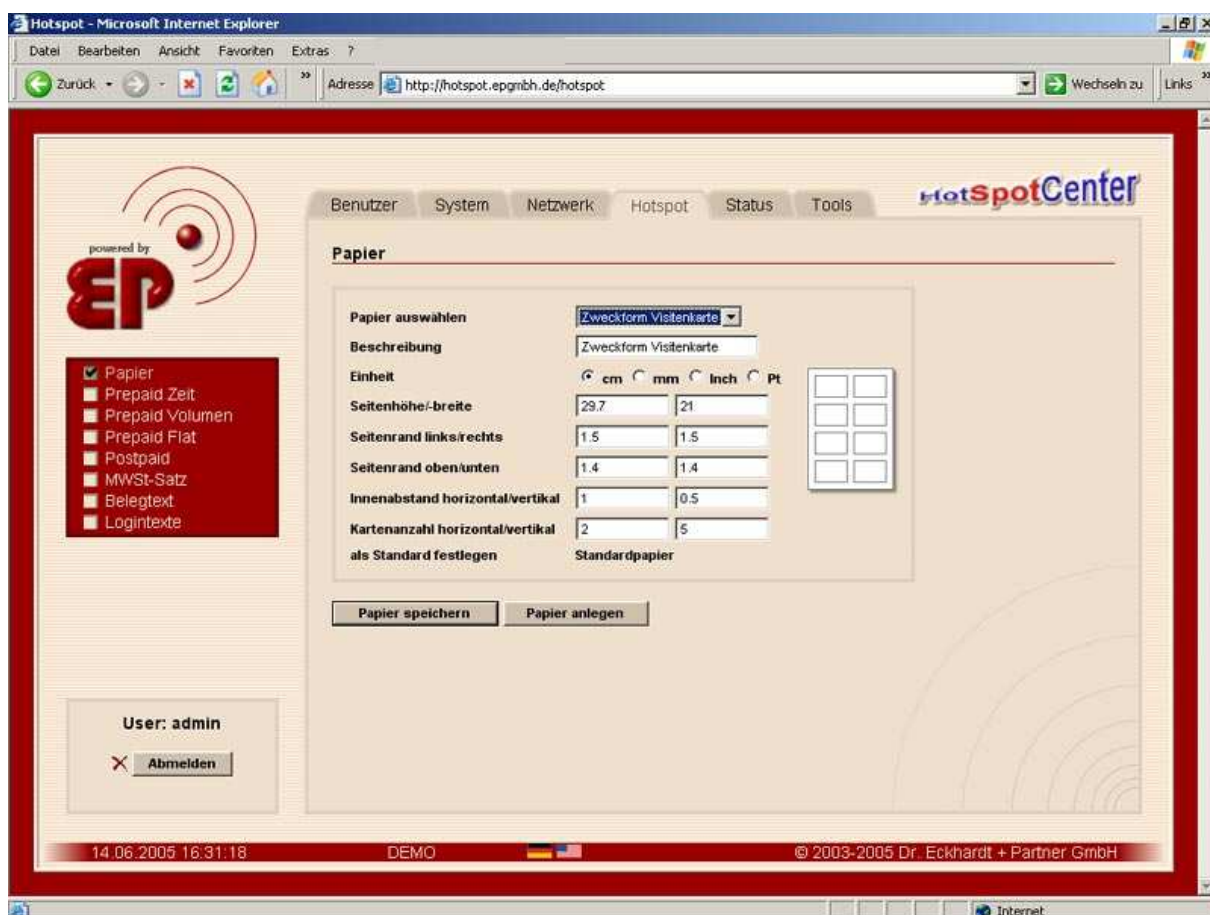 Hotspot - Microsoft Internet Explorer
Datei Bearbeiten Ansicht Favoriten Extras ?
Zurück Adresse http://hotspot.epgmbh.de/hotspot Wechseln zu Links
HotSpotCenter
Benutzer System Netzwerk Hotspot Status Tools
powered by
EP
Papier
Papier auswählen Zweckform Visitenkarte
Beschreibung Zweckform Visitenkarte
Einheit cm mm Inch Pt
Seitenhöhe/-breite 29.7 21
Seitenrand links/rechts 1.5 1.5
Seitenrand oben/unten 1.4 1.4
Innenabstand horizontal/vertikal 1 0.5
Kartenanzahl horizontal/vertikal 2 5
als Standard festlegen Standardpapier
Papier speichern Papier anlegen
Papier
Prepaid Zeit
Prepaid Volumen
Prepaid Flat
Postpaid
MWSt-Satz
Belegtext
Logintexte
User: admin
Abmelden
14.06.2005 16:31:18 DEMO © 2003-2005 Dr. Eckhardt + Partner GmbH
Internet